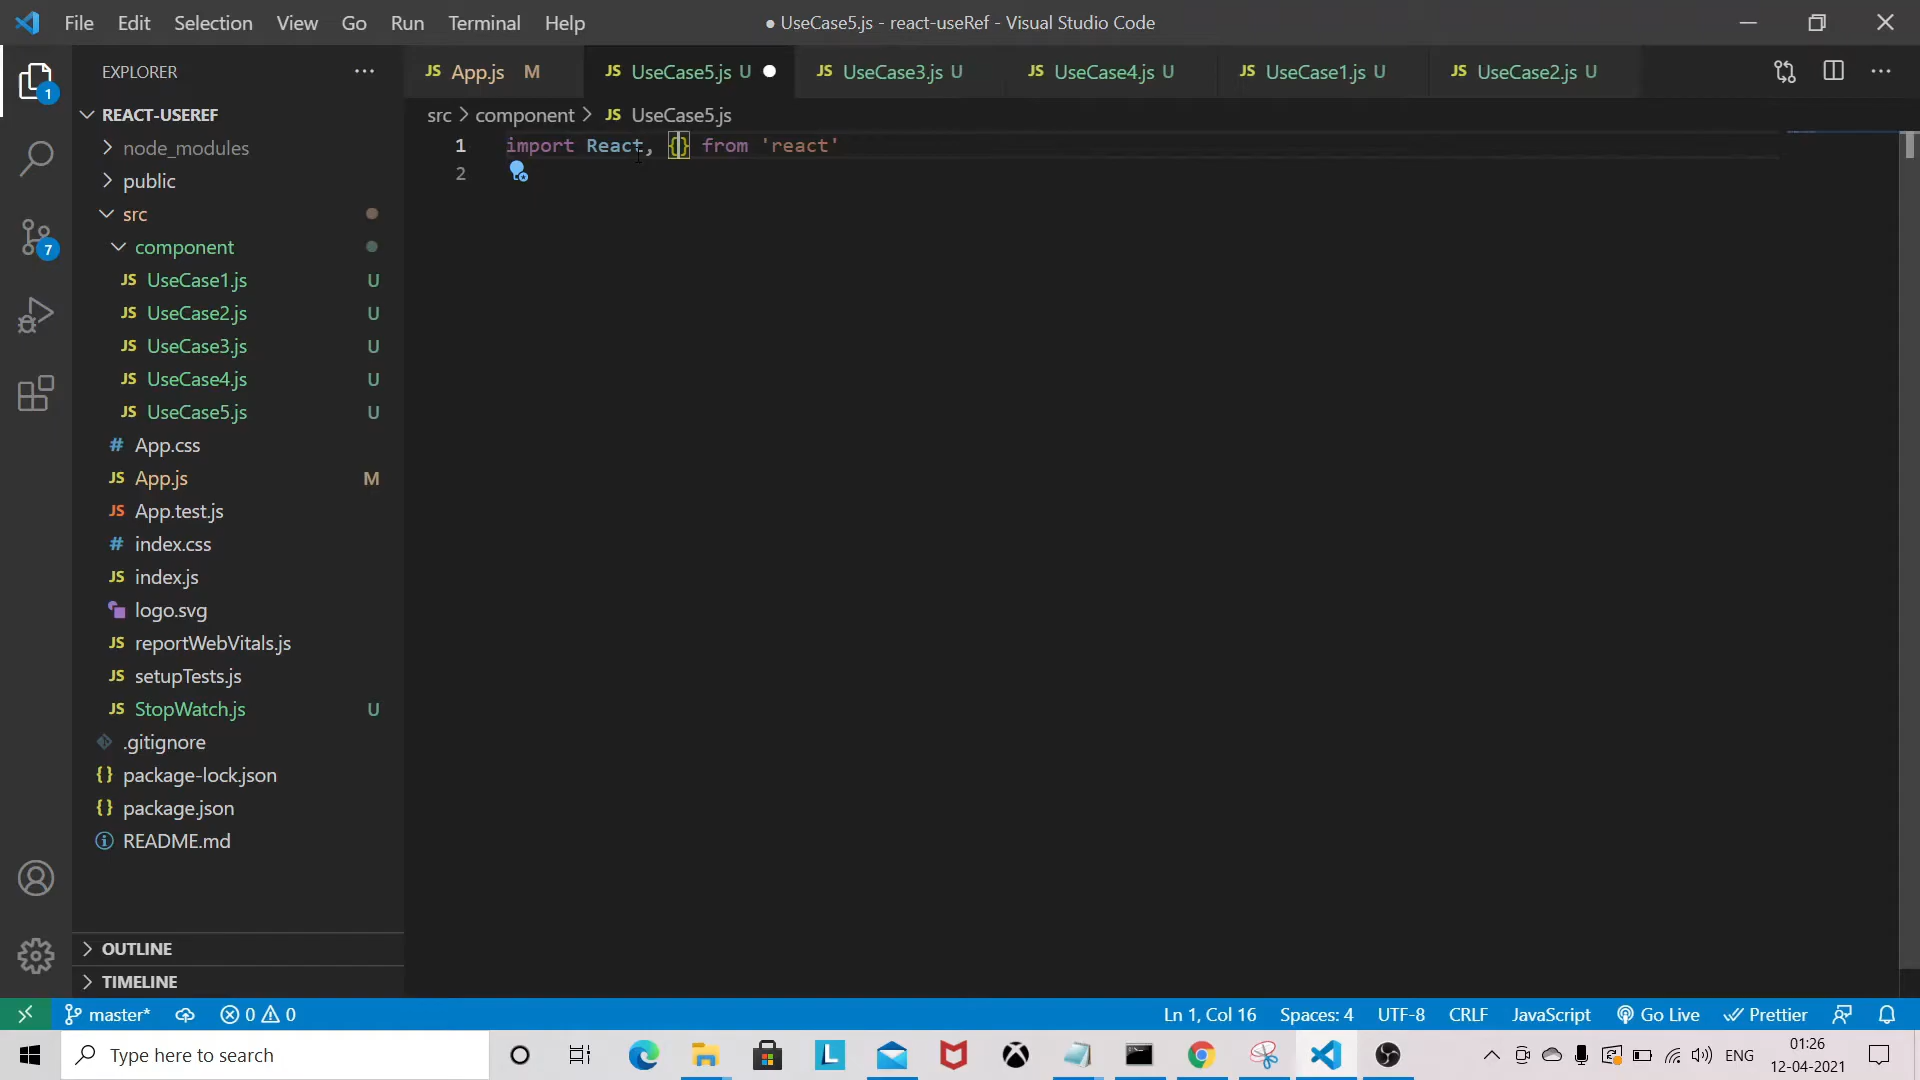 File Edit Selection View Go Run Terminal Help
● UseCase5.js - react-useRef - Visual Studio Code
EXPLORER
JS App.js M
JS UseCase5.js U
JS UseCase3.js U
JS UseCase4.js U
JS UseCase1.js U
JS UseCase2.js U
src > component > JS UseCase5.js
1 import React, {} from 'react'
2
1
7
REACT-USEREF
node_modules
public
src
component
JS UseCase1.js U
JS UseCase2.js U
JS UseCase3.js U
JS UseCase4.js U
JS UseCase5.js U
# App.css
JS App.js M
JS App.test.js
# index.css
JS index.js
logo.svg
JS reportWebVitals.js
JS setupTests.js
JS StopWatch.js U
.gitignore
{} package-lock.json
{} package.json
README.md
OUTLINE
TIMELINE
master* 0 0
Ln 1, Col 16 Spaces: 4 UTF-8 CRLF JavaScript Go Live Prettier
Type here to search
L
ENG
01:26
12-04-2021